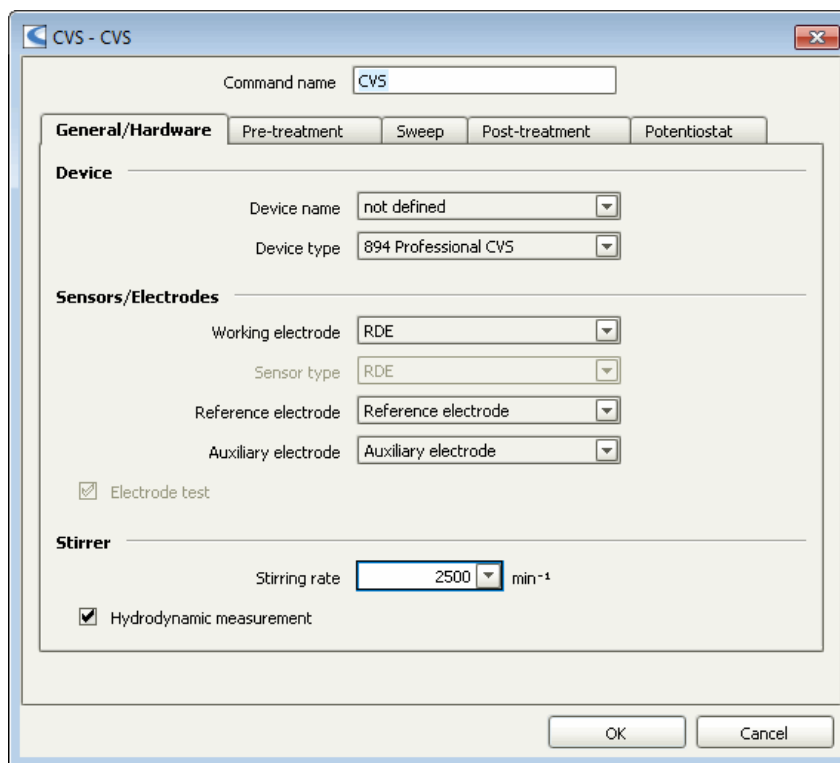 CVS - CVS
Command name CVS
General/Hardware Pre-treatment Sweep Post-treatment Potentiostat
Device
Device name not defined
Device type 894 Professional CVS
Sensors/Electrodes
Working electrode RDE
Sensor type RDE
Reference electrode Reference electrode
Auxiliary electrode Auxiliary electrode
Electrode test
Stirrer
Stirring rate 2500 min⁻¹
Hydrodynamic measurement
OK Cancel